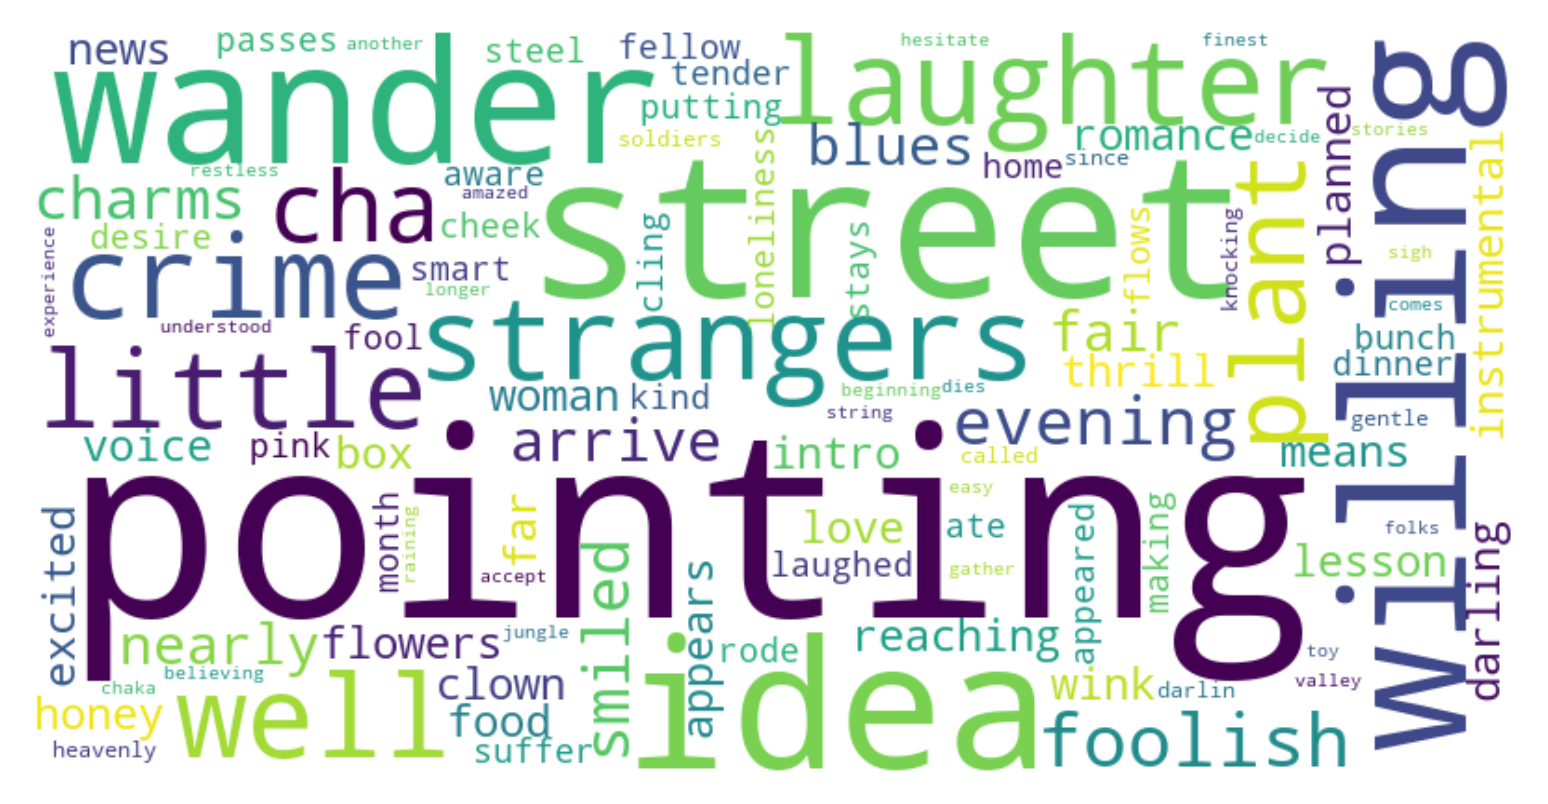 news
passes
another
steel
fellow
tender
putting
hesitate
finest
wander
laughter
willing
soldiers
blues
romance
decide
stories
planned
restless
cha
aware
amazed
home
since
loneliness
charms
cheek
street
plant
instrumental
desire
cling
stays
flows
knocking
sigh
experience
crime
smart
longer
comes
understood
fool
strangers
fair
bunch
little
thrill
dinner
woman
kind
beginning
dies
string
evening
gentle
voice
pink
box
arrive
intro
called
means
pointing
month
raining
far
easy
love
ate
appeared
making
folks
excited
accept
laughed
gather
lesson
darling
nearly
flowers
jungle
smiled
appears
rode
reaching
toy
believing
chaka
clown
idea
wink
darlin
valley
honey
well
food
foolish
heavenly
suffer